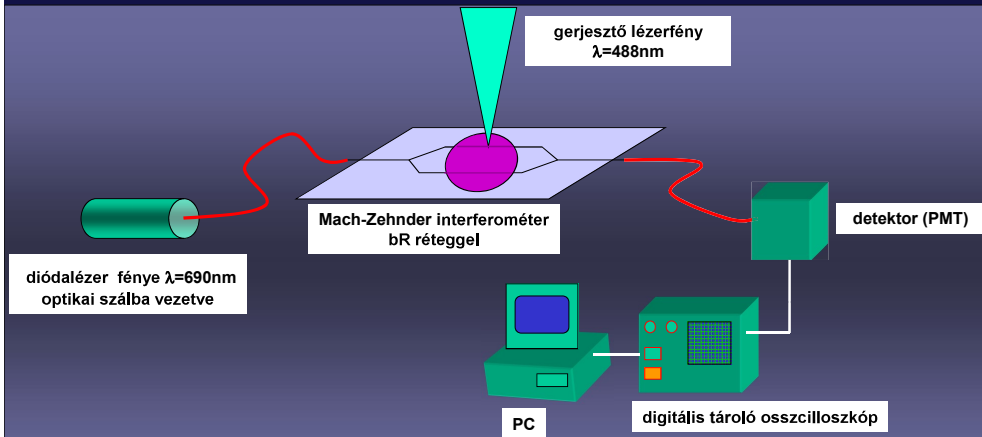 gerjesztő lézerfény
λ=488nm
Mach-Zehnder interferométer
bR réteggel
detektor (PMT)
diódalézer fénye λ=690nm
optikai szálba vezetve
PC
digitális tároló osszcilloszkóp